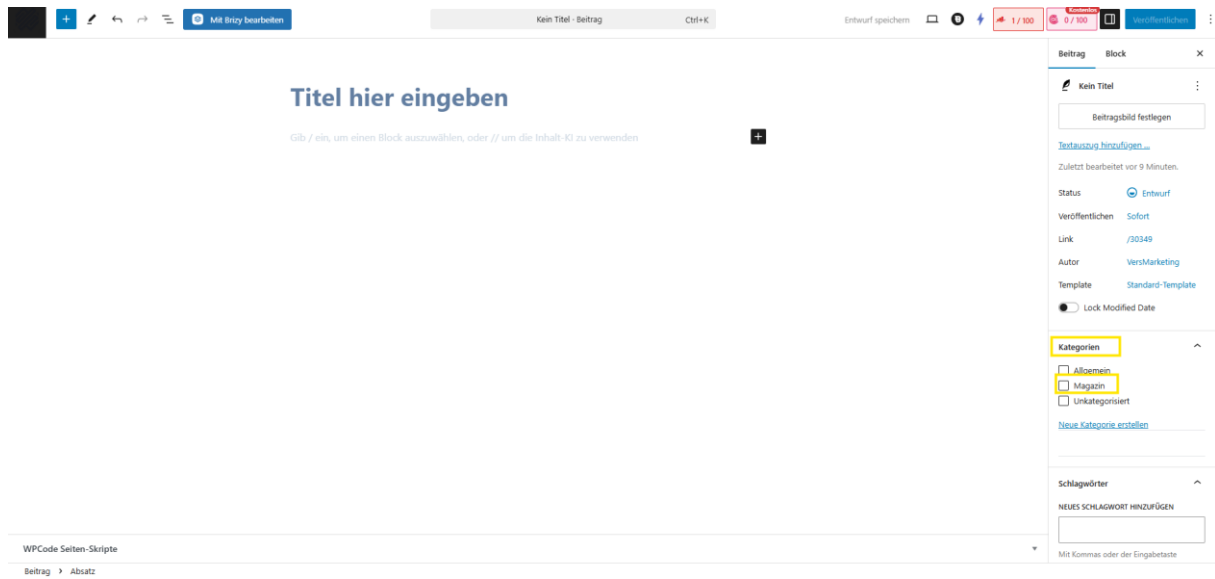 Mit Brizy bearbeiten
Kein Titel · Beitrag
Ctrl+K
Entwurf speichern
1 / 100
Kostenlos
0 / 100
Veröffentlichen
Beitrag
Block
Titel hier eingeben
Gib / ein, um einen Block auszuwählen, oder // um die Inhalt-KI zu verwenden
Kein Titel
Beitragsbild festlegen
Textauszug hinzufügen ...
Zuletzt bearbeitet vor 9 Minuten.
Status Entwurf
Veröffentlichen Sofort
Link /30349
Autor VersMarketing
Template Standard-Template
Lock Modified Date
Kategorien
Allgemein
Magazin
Unkategorisiert
Neue Kategorie erstellen
Schlagwörter
NEUES SCHLAGWORT HINZUFÜGEN
Mit Kommas oder der Eingabetaste
WPCode Seiten-Skripte
Beitrag > Absatz